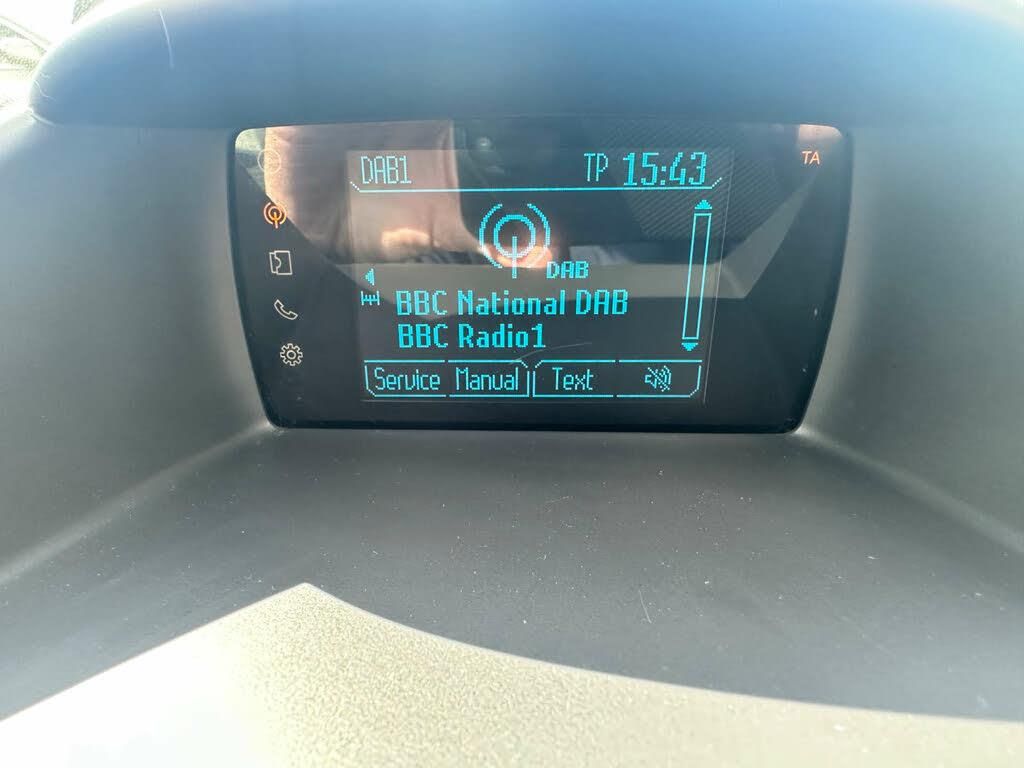 DAB1 TP 15:43 TA
DAB
BBC National DAB
BBC Radio1
Service Manual Text